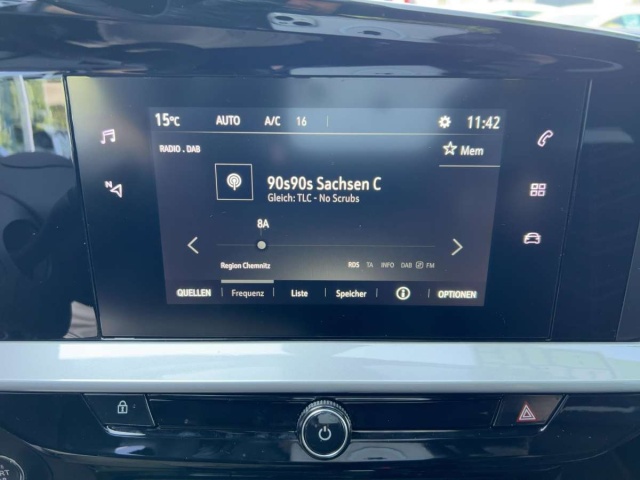 15°C AUTO A/C 16 11:42
RADIO . DAB
Mem
90s90s Sachsen C
Gleich: TLC - No Scrubs
N
8A
Region Chemnitz RDS TA INFO DAB FM
QUELLEN Frequenz Liste Speicher OPTIONEN